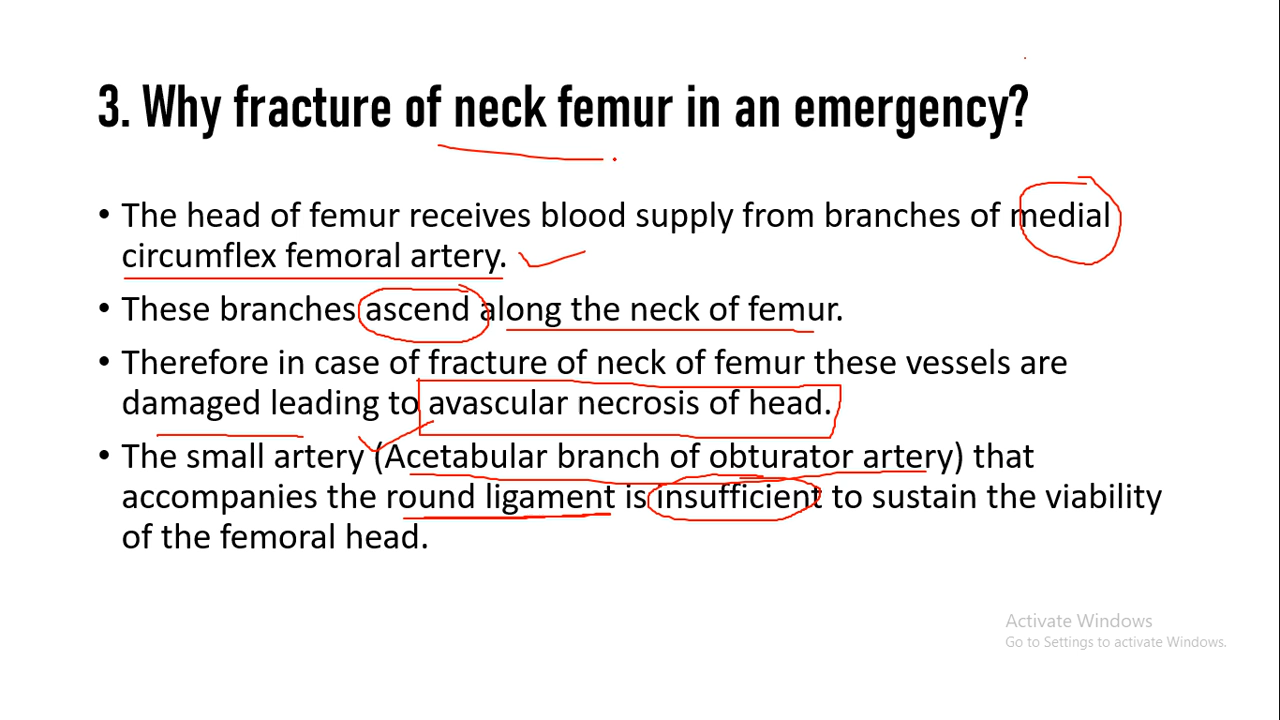 3. Why fracture of neck femur in an emergency?
• The head of femur receives blood supply from branches of medial
circumflex femoral artery.
• These branches ascend along the neck of femur.
• Therefore in case of fracture of neck of femur these vessels are
damaged leading to avascular necrosis of head.
• The small artery (Acetabular branch of obturator artery) that
accompanies the round ligament is insufficient to sustain the viability
of the femoral head.
Activate Windows
Go to Settings to activate Windows.